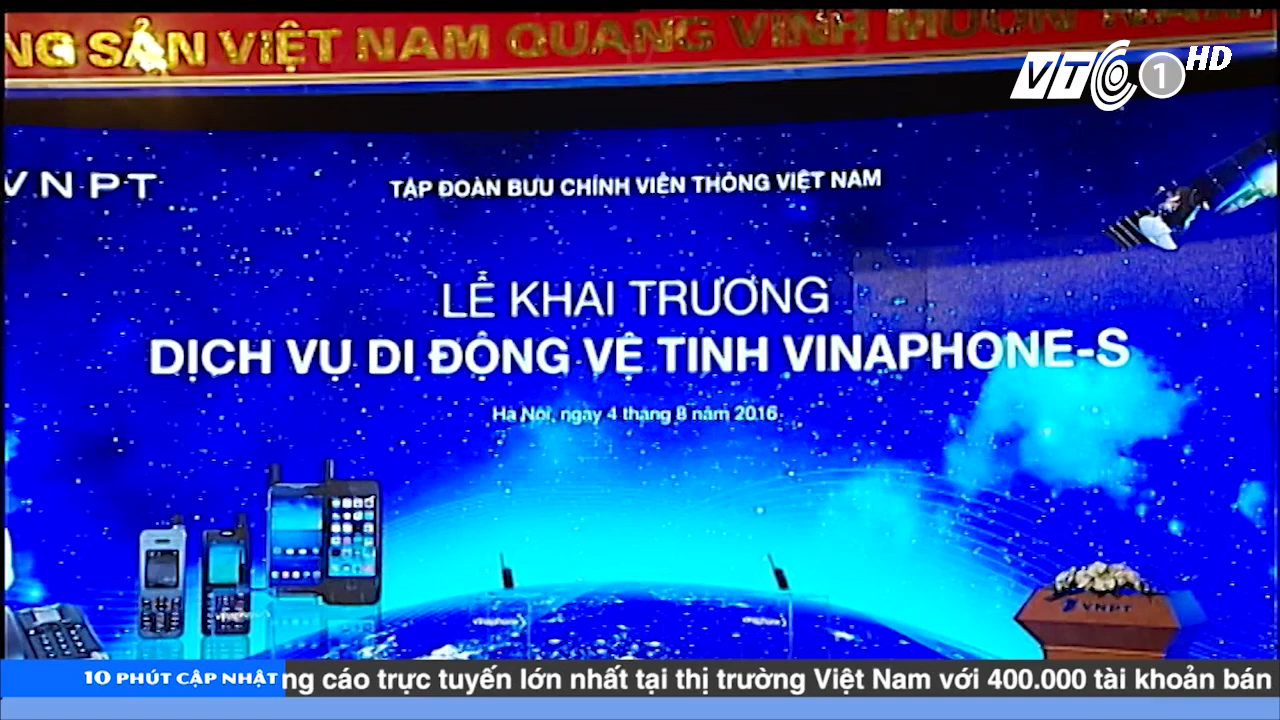 NG SẢN VIỆT NAM QUANG VINH MUÔN NĂM
VTC 1 HD
VNPT
TẬP ĐOÀN BƯU CHÍNH VIỄN THÔNG VIỆT NAM
LỄ KHAI TRƯƠNG
DỊCH VỤ DI ĐỘNG VỆ TINH VINAPHONE-S
Hà Nội, ngày 4 tháng 8 năm 2016
VNPT
10 PHÚT CẬP NHẬT
ng cáo trực tuyến lớn nhất tại thị trường Việt Nam với 400.000 tài khoản bán